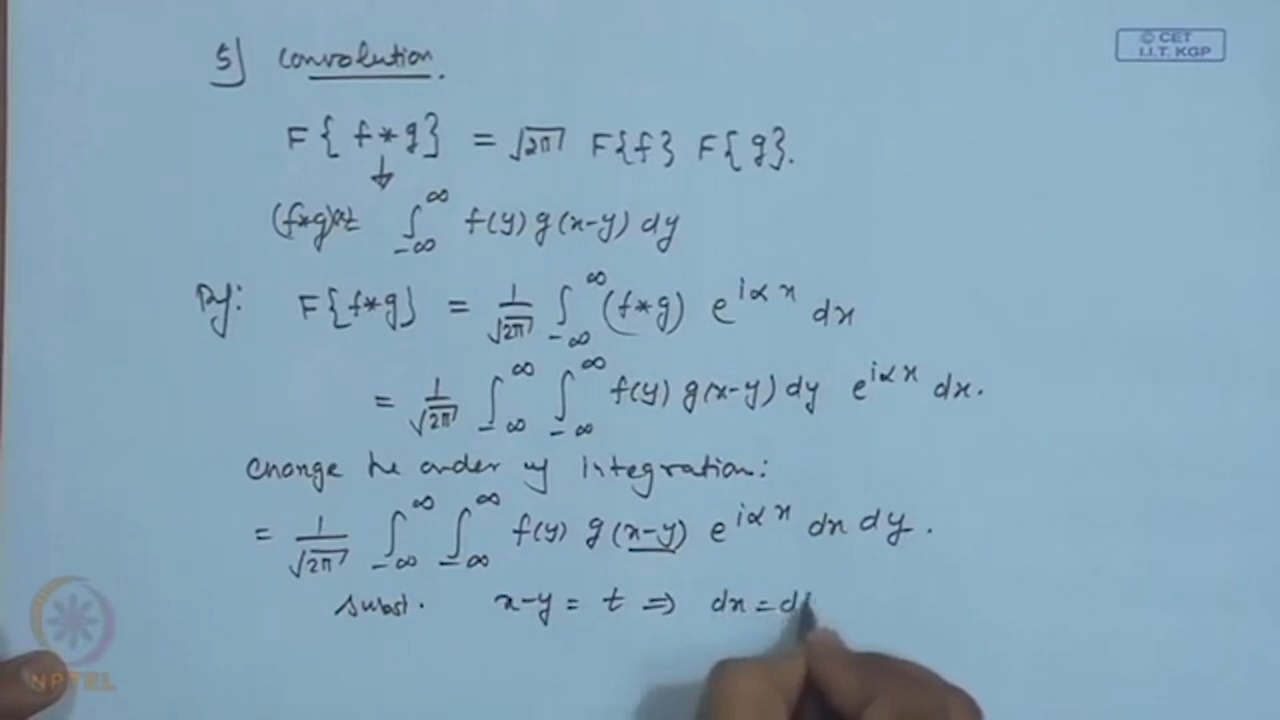 © CET
I.I.T. KGP
5] Convolution.
F{ f*g} = √2π F{f} F{g}.
↓
(f*g)(x)= ∫_{-∞}^{∞} f(y) g(x-y) dy
Pf: F{f*g} = 1/√2π ∫_{-∞}^{∞} (f*g) e^{iαx} dx
= 1/√2π ∫_{-∞}^{∞} ∫_{-∞}^{∞} f(y) g(x-y) dy e^{iαx} dx.
Change the order of integration:
= 1/√2π ∫_{-∞}^{∞} ∫_{-∞}^{∞} f(y) g(x-y) e^{iαx} dx dy.
subst. x-y = t ⇒ dx = d
NPTEL